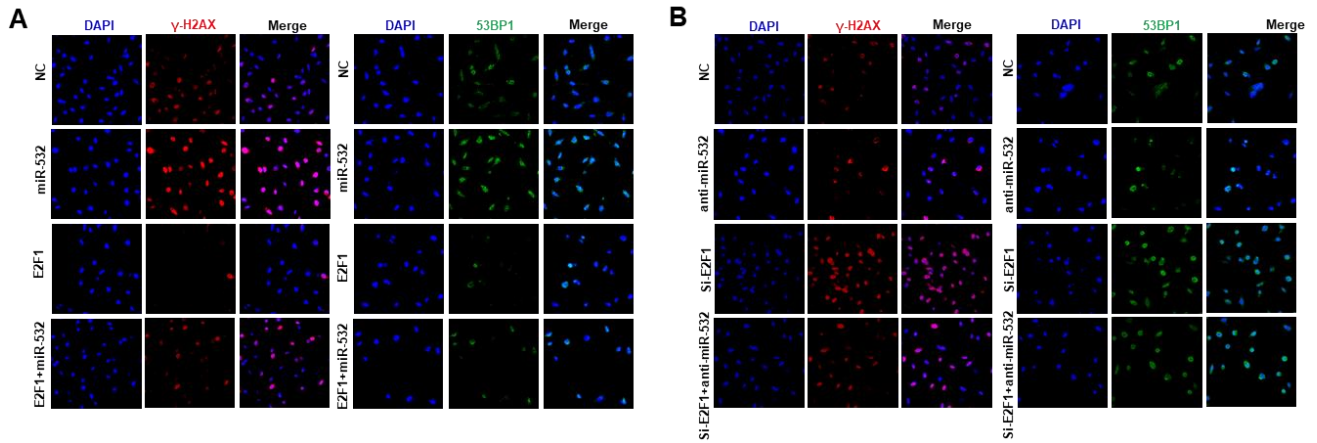 A
DAPI γ-H2AX Merge DAPI 53BP1 Merge
NC NC
miR-532 miR-532
E2F1 E2F1
E2F1+miR-532 E2F1+miR-532
B
DAPI γ-H2AX Merge DAPI 53BP1 Merge
NC NC
anti-miR-532 anti-miR-532
Si-E2F1 Si-E2F1
Si-E2F1+anti-miR-532 Si-E2F1+anti-miR-532